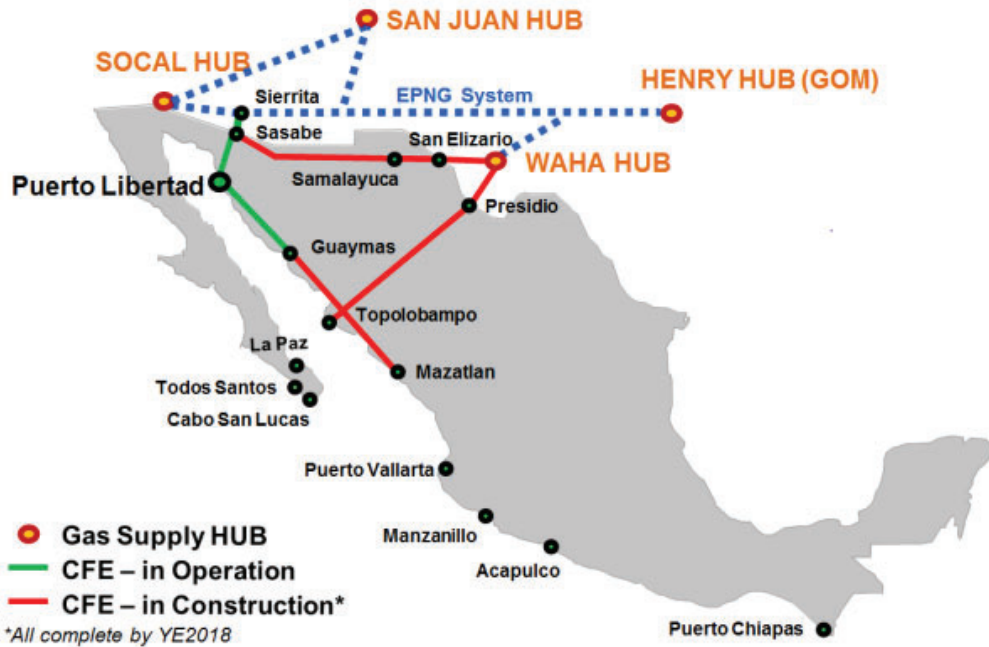 SAN JUAN HUB
SOCAL HUB
HENRY HUB (GOM)
Sierrita
EPNG System
Sasabe
San Elizario
WAHA HUB
Samalayuca
Puerto Libertad
Presidio
Guaymas
Topolobampo
La Paz
Mazatlan
Todos Santos
Cabo San Lucas
Puerto Vallarta
Manzanillo
Acapulco
Puerto Chiapas
Gas Supply HUB
CFE – in Operation
CFE – in Construction*
*All complete by YE2018